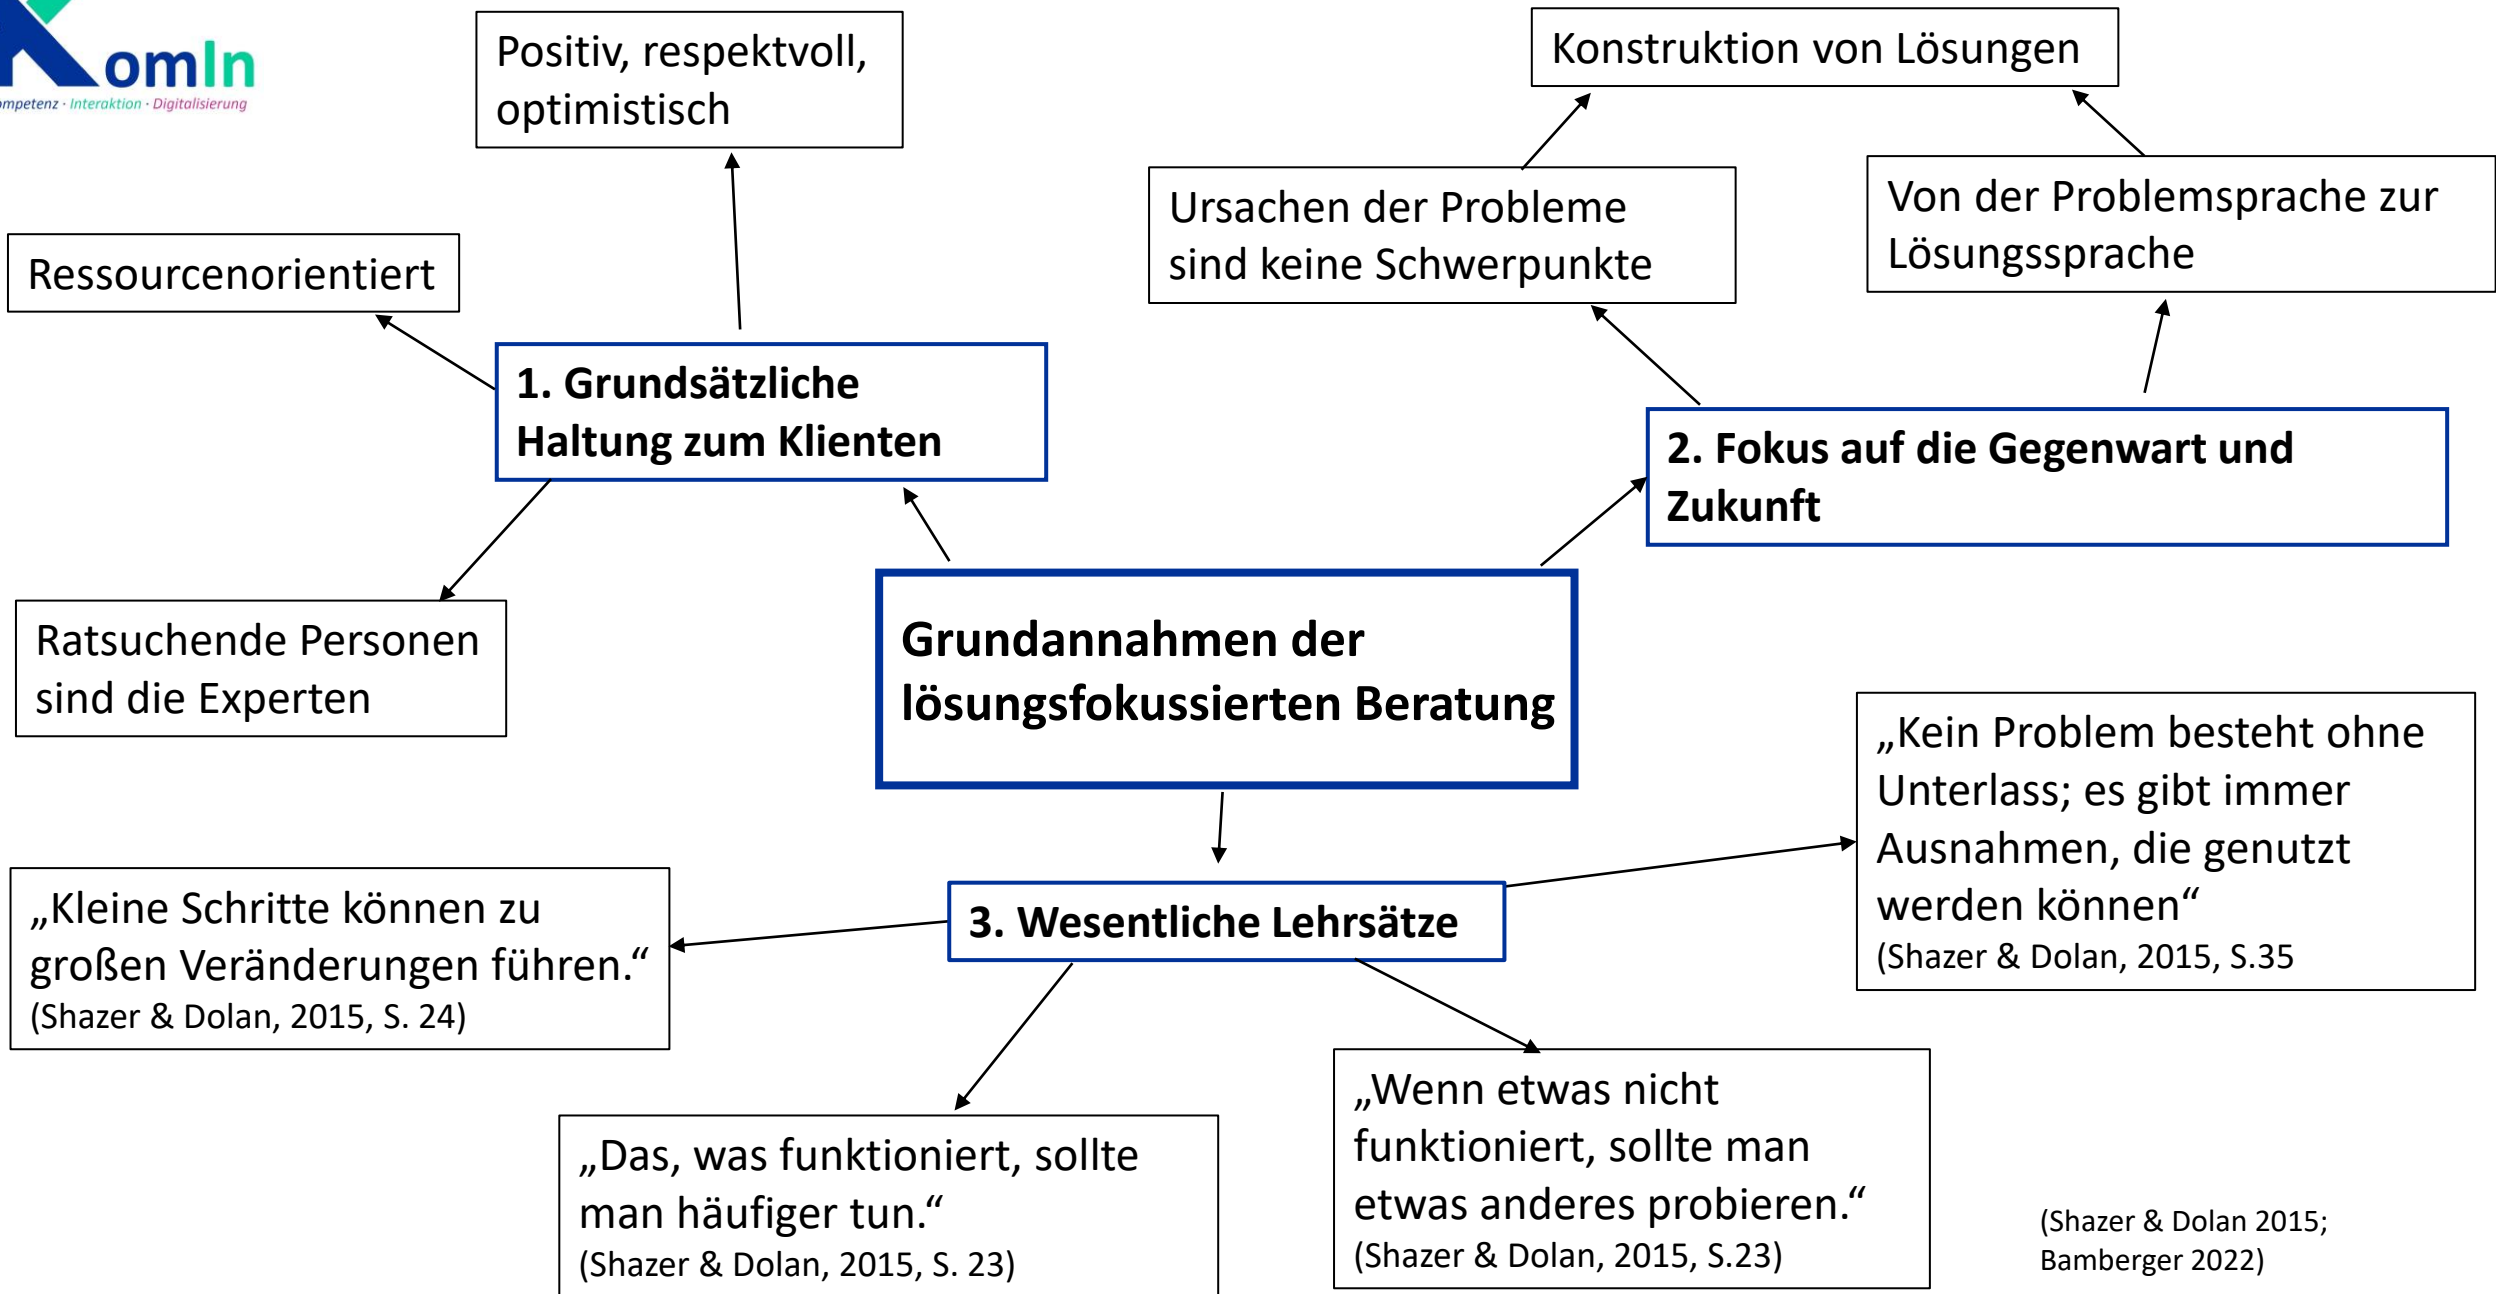 KomIn
ompetenz · Interaktion · Digitalisierung
Positiv, respektvoll,
optimistisch
Konstruktion von Lösungen
Ursachen der Probleme
sind keine Schwerpunkte
Von der Problemsprache zur
Lösungssprache
Ressourcenorientiert
1. Grundsätzliche
Haltung zum Klienten
2. Fokus auf die Gegenwart und
Zukunft
Ratsuchende Personen
sind die Experten
Grundannahmen der
lösungsfokussierten Beratung
„Kein Problem besteht ohne
Unterlass; es gibt immer
Ausnahmen, die genutzt
werden können“
(Shazer & Dolan, 2015, S.35
3. Wesentliche Lehrsätze
„Kleine Schritte können zu
großen Veränderungen führen.“
(Shazer & Dolan, 2015, S. 24)
„Das, was funktioniert, sollte
man häufiger tun.“
(Shazer & Dolan, 2015, S. 23)
„Wenn etwas nicht
funktioniert, sollte man
etwas anderes probieren.“
(Shazer & Dolan, 2015, S.23)
(Shazer & Dolan 2015;
Bamberger 2022)